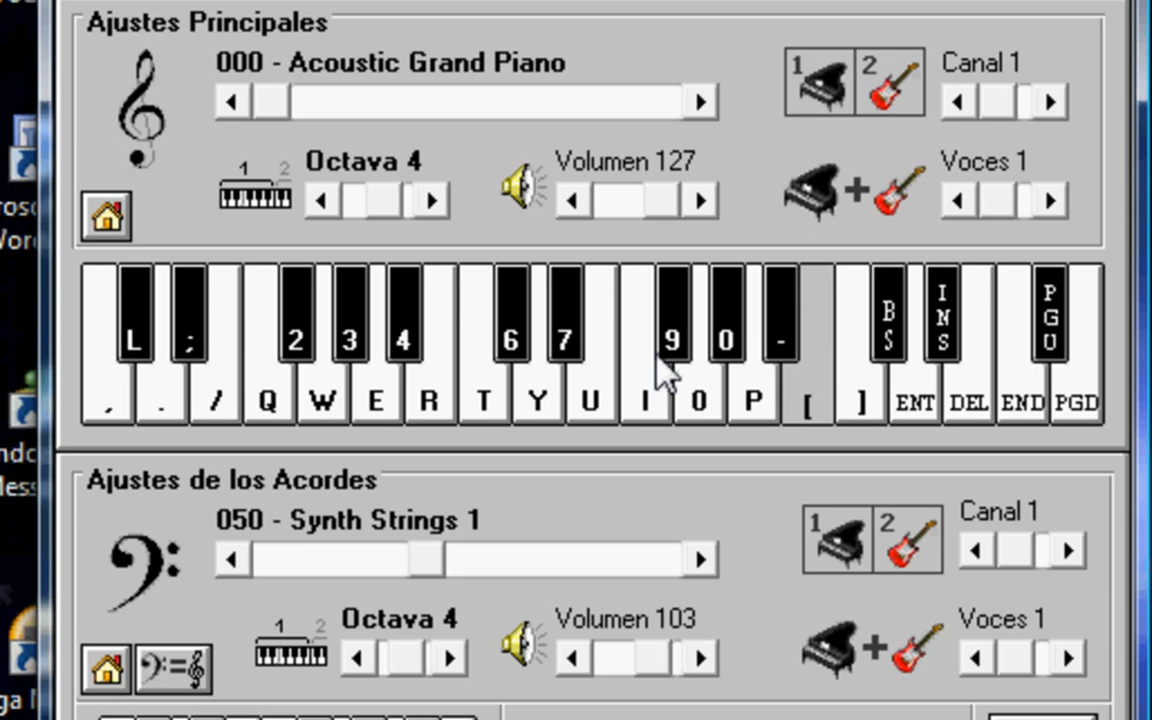 Ajustes Principales
000 - Acoustic Grand Piano
1 2
Canal 1
1 2
Octava 4
Volumen 127
Voces 1
L ; 2 3 4 6 7 9 0 - BS INS PGU
, . / Q W E R T Y U I O P [ ] ENT DEL END PGD
Ajustes de los Acordes
050 - Synth Strings 1
1 2
Canal 1
1 2
Octava 4
Volumen 103
Voces 1